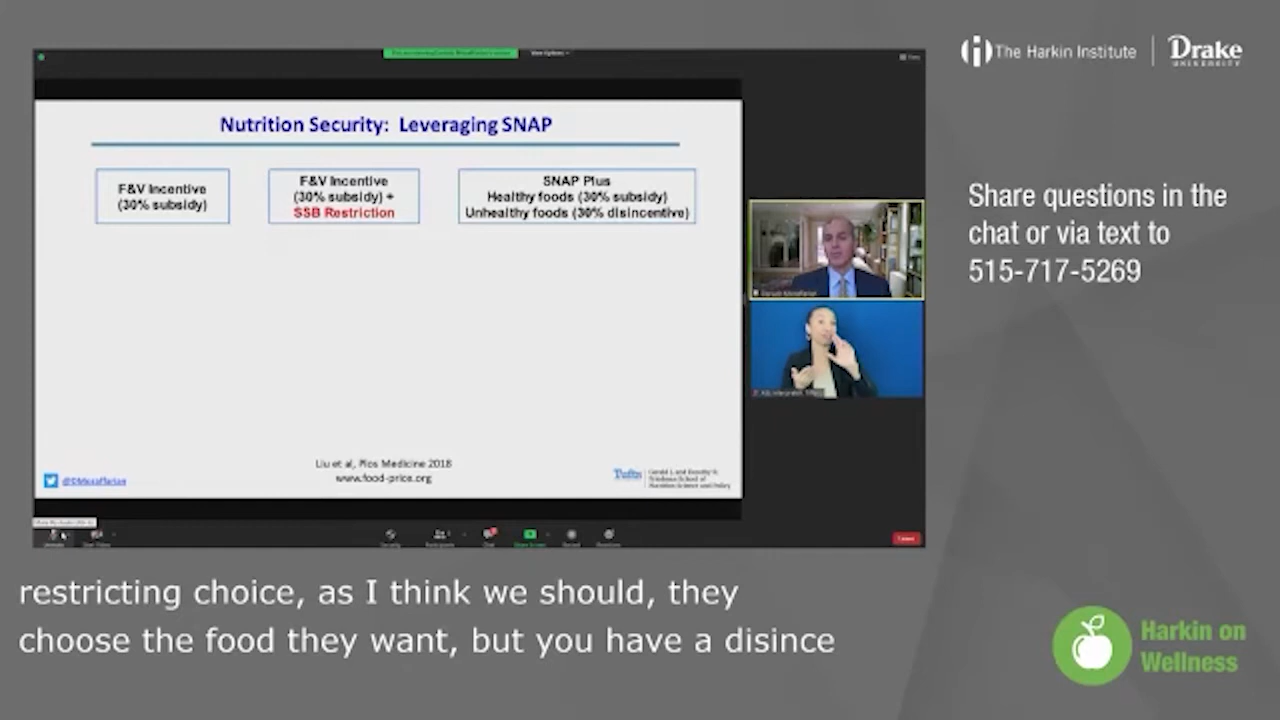 The Harkin Institute
Drake
UNIVERSITY
Nutrition Security: Leveraging SNAP
F&V Incentive
(30% subsidy)
F&V Incentive
(30% subsidy) +
SSB Restriction
SNAP Plus
Healthy foods (30% subsidy)
Unhealthy foods (30% disincentive)
Share questions in the
chat or via text to
515-717-5269
Liu et al, Plos Medicine 2018
www.food-price.org
@DMozaffarian
Tufts
restricting choice, as I think we should, they
choose the food they want, but you have a disince
Harkin on
Wellness